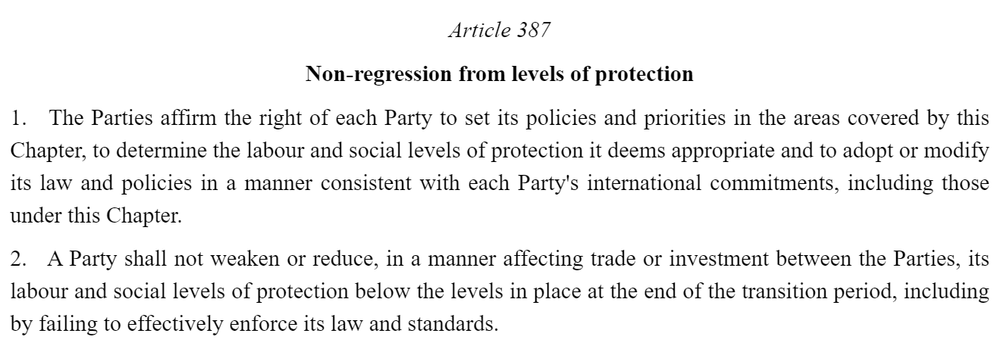 Article 387
Non-regression from levels of protection
1. The Parties affirm the right of each Party to set its policies and priorities in the areas covered by this
Chapter, to determine the labour and social levels of protection it deems appropriate and to adopt or modify
its law and policies in a manner consistent with each Party's international commitments, including those
under this Chapter.
2. A Party shall not weaken or reduce, in a manner affecting trade or investment between the Parties, its
labour and social levels of protection below the levels in place at the end of the transition period, including
by failing to effectively enforce its law and standards.